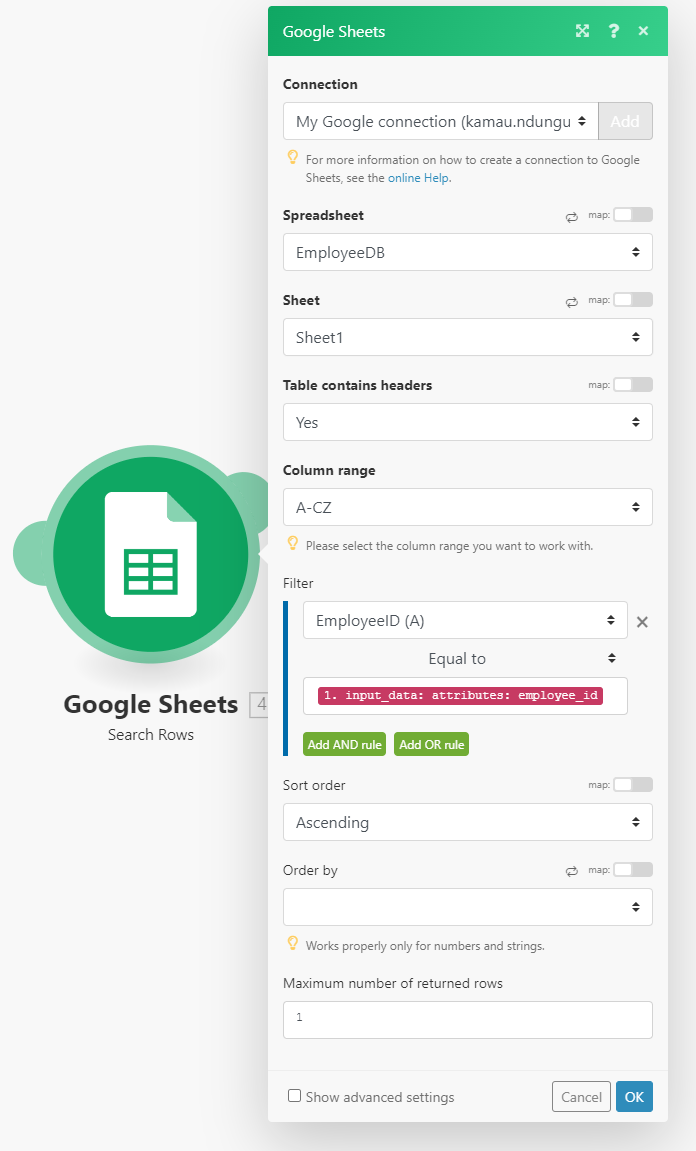 Google Sheets
Connection
My Google connection (kamau.ndungu
Add
For more information on how to create a connection to Google
Sheets, see the online Help.
Spreadsheet
map:
EmployeeDB
Sheet
map:
Sheet1
Table contains headers
map:
Yes
Column range
A-CZ
Please select the column range you want to work with.
Filter
EmployeeID (A)
Equal to
1. input_data: attributes: employee_id
Add AND rule
Add OR rule
Google Sheets
4
Search Rows
Sort order
map:
Ascending
Order by
map:
Works properly only for numbers and strings.
Maximum number of returned rows
1
Show advanced settings
Cancel
OK